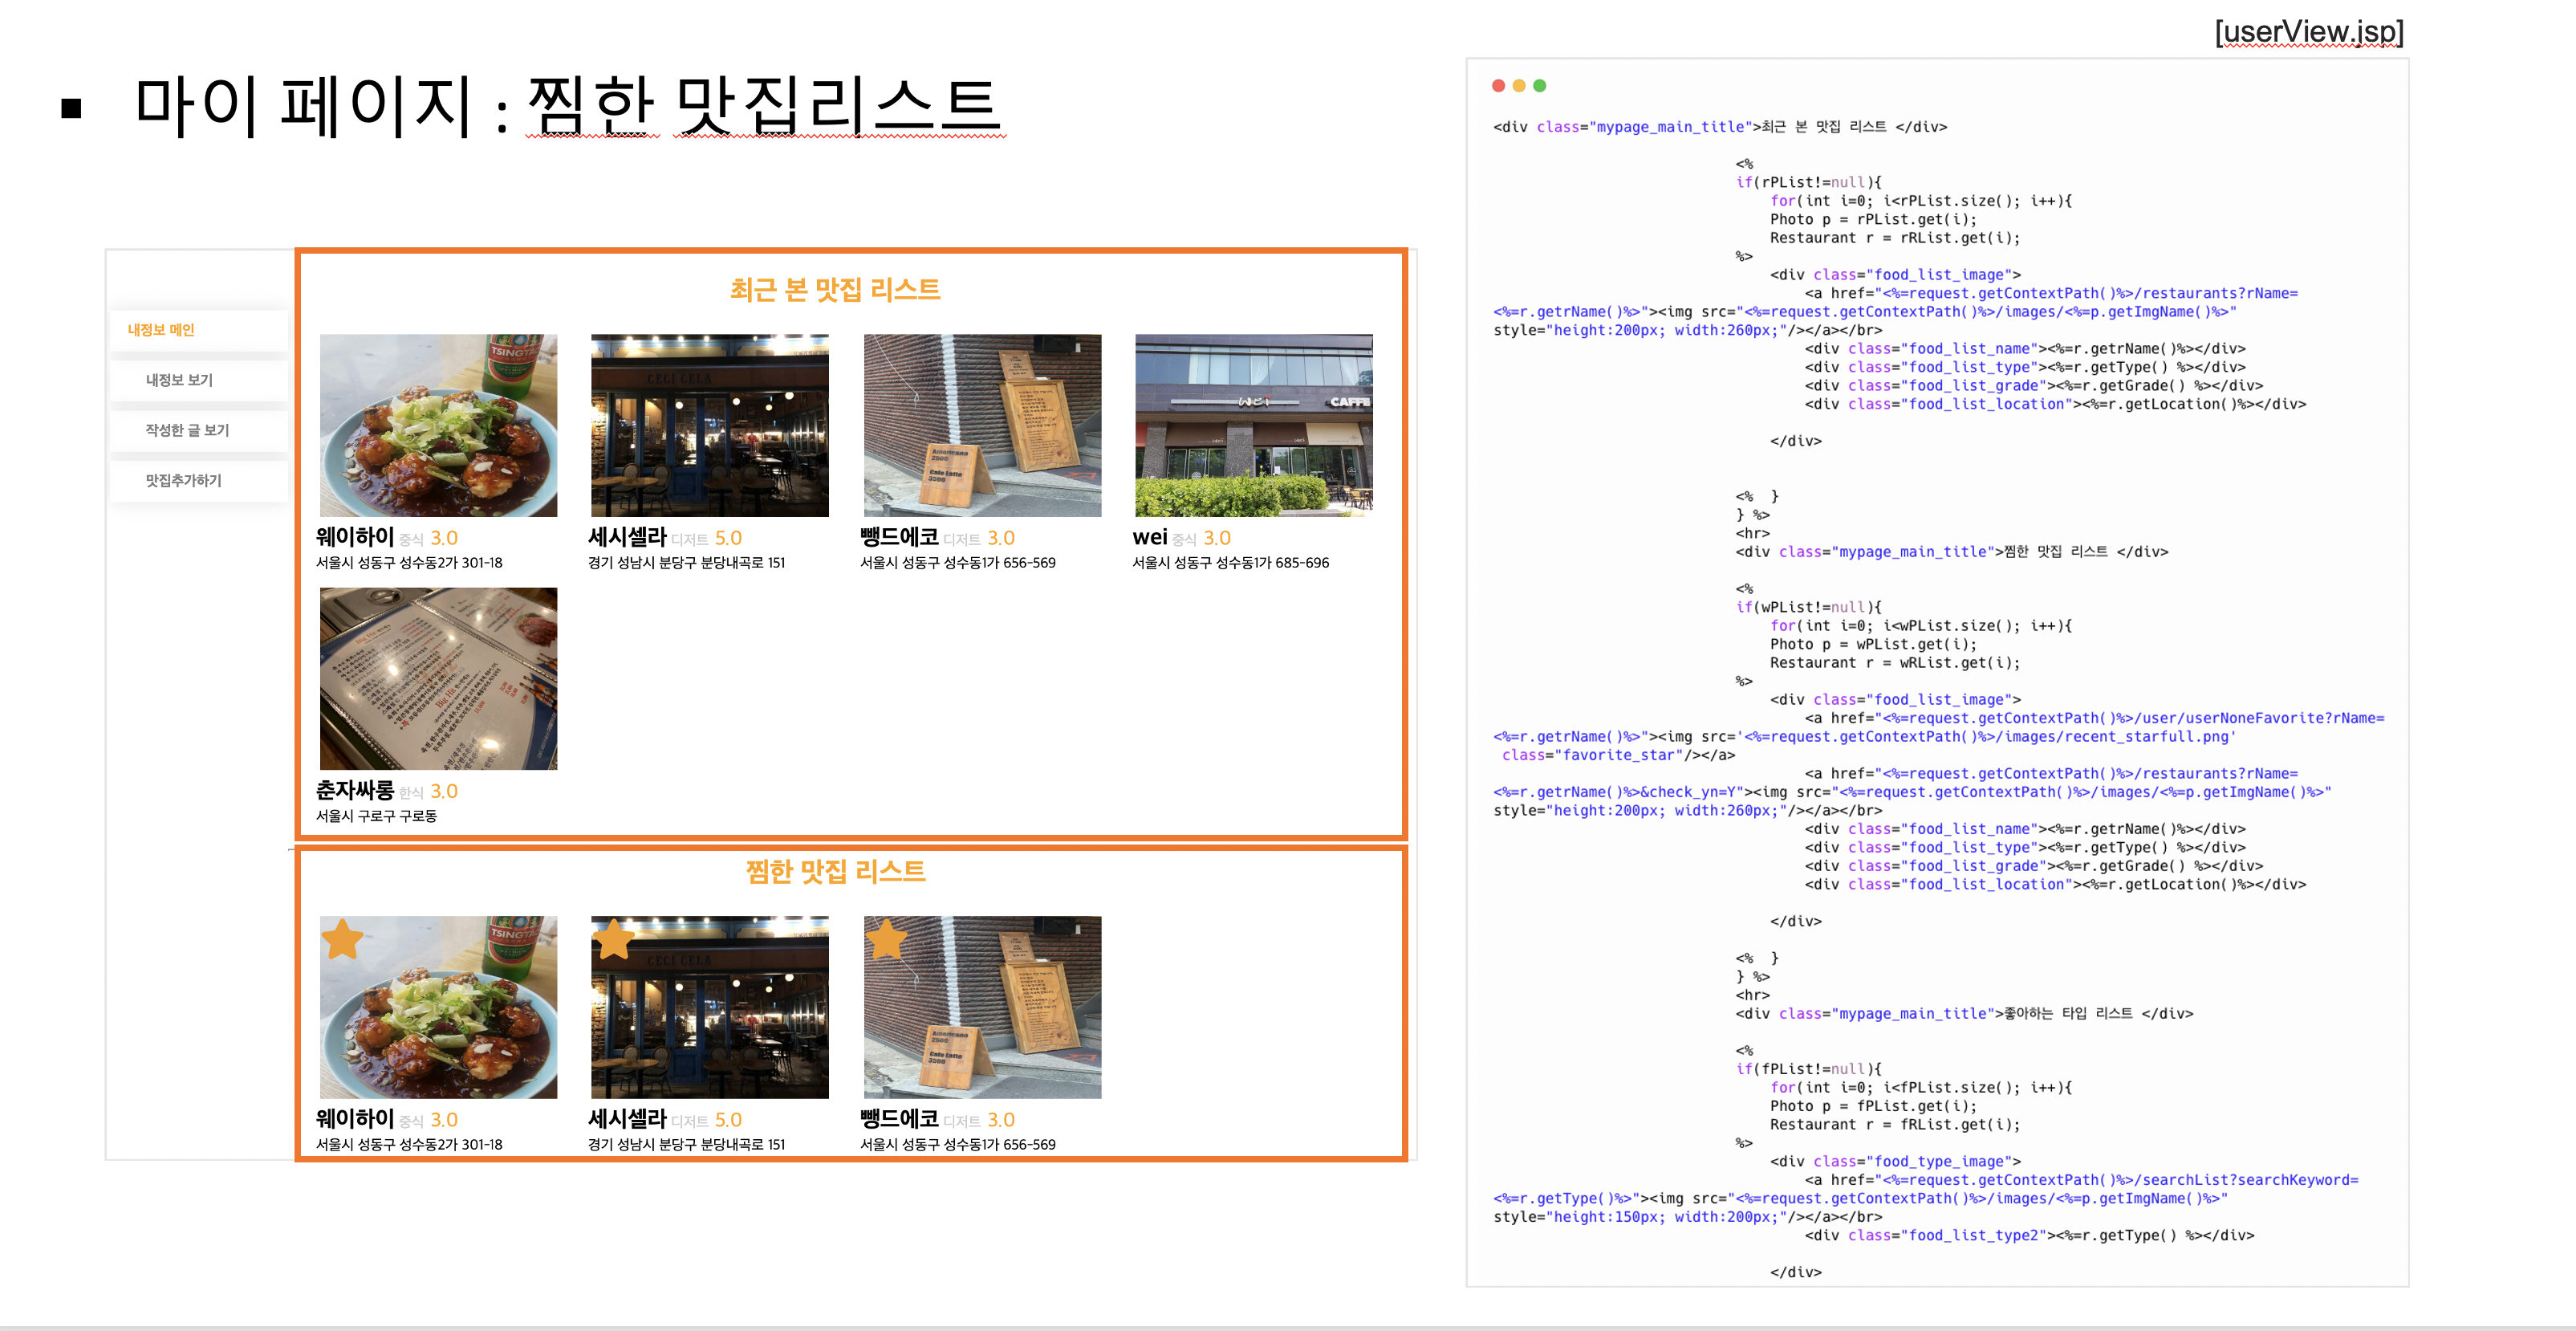 [userView.jsp]
▪ 마이 페이지 : 찜한 맛집리스트
내정보 메인
내정보 보기
작성한 글 보기
맛집추가하기
최근 본 맛집 리스트
TSINGTAO
CECI CELA
Americano
2500
Cafe Latte
3500
wei
CAFFE
웨이하이 중식 3.0
서울시 성동구 성수동2가 301-18
세시셀라 디저트 5.0
경기 성남시 분당구 분당내곡로 151
뺑드에코 디저트 3.0
서울시 성동구 성수동1가 656-569
wei 중식 3.0
서울시 성동구 성수동1가 685-696
춘자싸롱 한식 3.0
서울시 구로구 구로동
찜한 맛집 리스트
TSINGTAO
CECI CELA
Americano
2500
Cafe Latte
3500
웨이하이 중식 3.0
서울시 성동구 성수동2가 301-18
세시셀라 디저트 5.0
경기 성남시 분당구 분당내곡로 151
뺑드에코 디저트 3.0
서울시 성동구 성수동1가 656-569
<div class="mypage_main_title">최근 본 맛집 리스트 </div>
<%
if(rPList!=null){
for(int i=0; i<rPList.size(); i++){
Photo p = rPList.get(i);
Restaurant r = rRList.get(i);
%>
<div class="food_list_image">
<a href="<%=request.getContextPath()%>/restaurants?rName=
<%=r.getrName()%>"><img src="<%=request.getContextPath()%>/images/<%=p.getImgName()%>"
style="height:200px; width:260px;"/></a></br>
<div class="food_list_name"><%=r.getrName()%></div>
<div class="food_list_type"><%=r.getType() %></div>
<div class="food_list_grade"><%=r.getGrade() %></div>
<div class="food_list_location"><%=r.getLocation()%></div>
</div>
<% }
} %>
<hr>
<div class="mypage_main_title">찜한 맛집 리스트 </div>
<%
if(wPList!=null){
for(int i=0; i<wPList.size(); i++){
Photo p = wPList.get(i);
Restaurant r = wRList.get(i);
%>
<div class="food_list_image">
<a href="<%=request.getContextPath()%>/user/userNoneFavorite?rName=
<%=r.getrName()%>"><img src='<%=request.getContextPath()%>/images/recent_starfull.png'
class="favorite_star"/></a>
<a href="<%=request.getContextPath()%>/restaurants?rName=
<%=r.getrName()%>&check_yn=Y"><img src="<%=request.getContextPath()%>/images/<%=p.getImgName()%>"
style="height:200px; width:260px;"/></a></br>
<div class="food_list_name"><%=r.getrName()%></div>
<div class="food_list_type"><%=r.getType() %></div>
<div class="food_list_grade"><%=r.getGrade() %></div>
<div class="food_list_location"><%=r.getLocation()%></div>
</div>
<% }
} %>
<hr>
<div class="mypage_main_title">좋아하는 타입 리스트 </div>
<%
if(fPList!=null){
for(int i=0; i<fPList.size(); i++){
Photo p = fPList.get(i);
Restaurant r = fRList.get(i);
%>
<div class="food_type_image">
<a href="<%=request.getContextPath()%>/searchList?searchKeyword=
<%=r.getType()%>"><img src="<%=request.getContextPath()%>/images/<%=p.getImgName()%>"
style="height:150px; width:200px;"/></a></br>
<div class="food_list_type2"><%=r.getType() %></div>
</div>